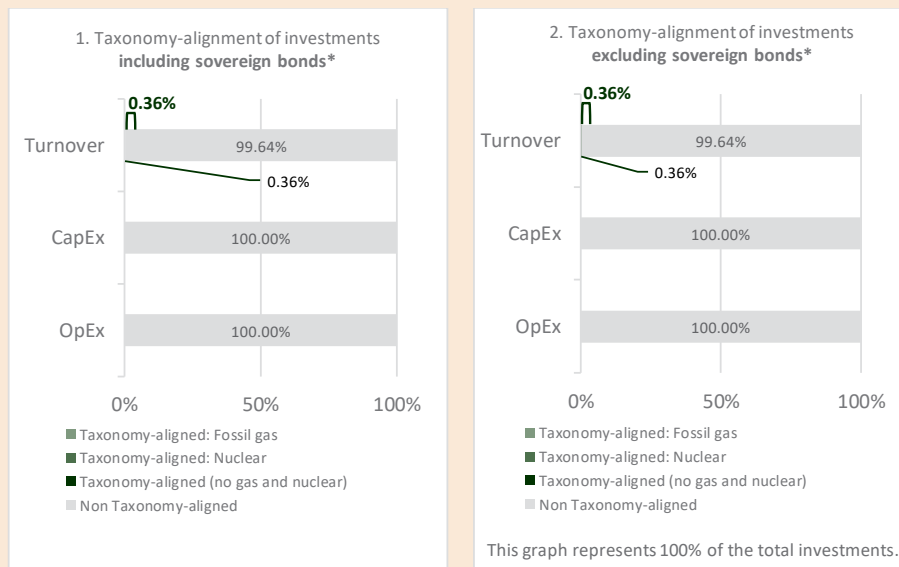 1. Taxonomy-alignment of investments
including sovereign bonds*
0.36%
Turnover
99.64%
0.36%
CapEx
100.00%
OpEx
100.00%
0%
50%
100%
Taxonomy-aligned: Fossil gas
Taxonomy-aligned: Nuclear
Taxonomy-aligned (no gas and nuclear)
Non Taxonomy-aligned
2. Taxonomy-alignment of investments
excluding sovereign bonds*
0.36%
Turnover
99.64%
0.36%
CapEx
100.00%
OpEx
100.00%
0%
50%
100%
Taxonomy-aligned: Fossil gas
Taxonomy-aligned: Nuclear
Taxonomy-aligned (no gas and nuclear)
Non Taxonomy-aligned
This graph represents 100% of the total investments.